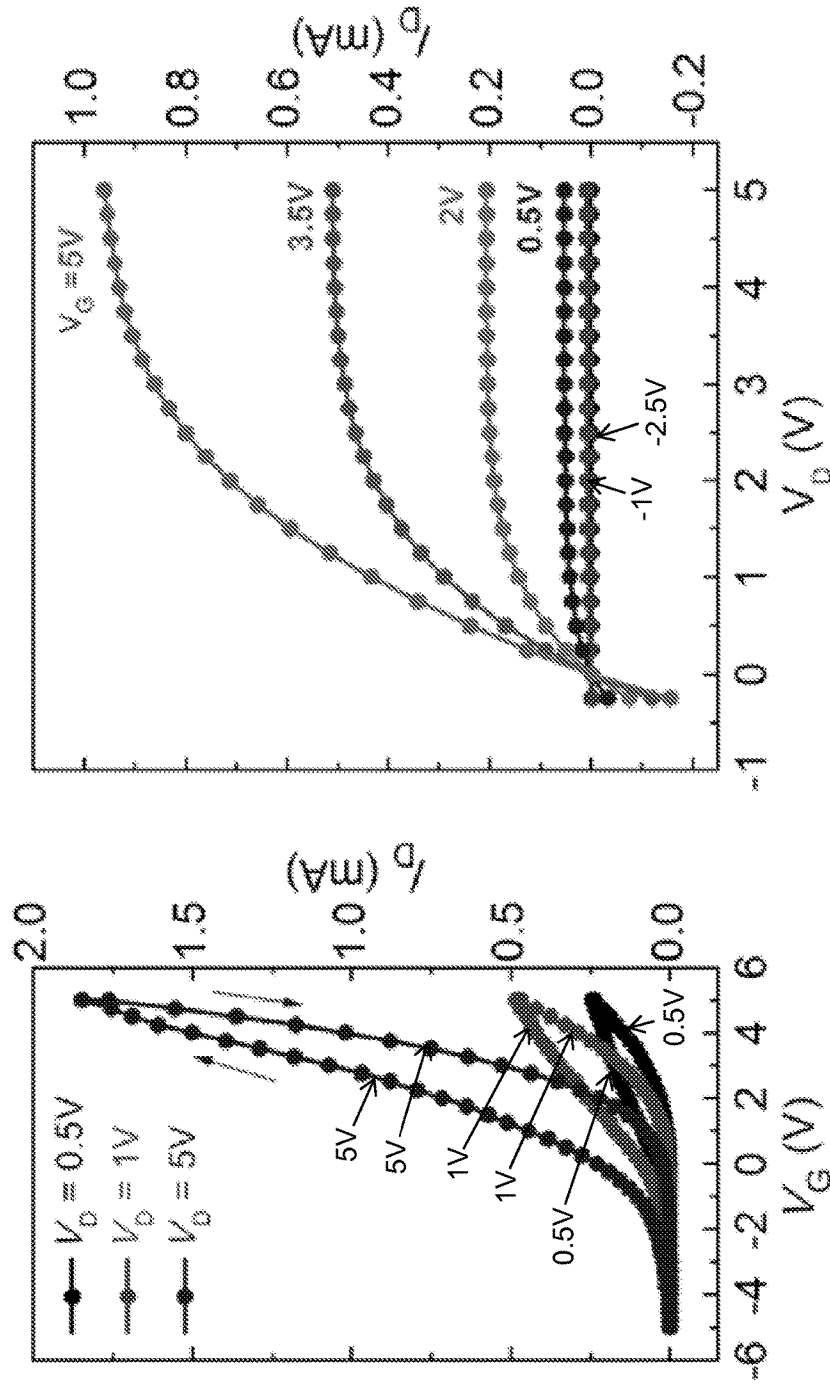 2.0
1.5
1.0
0.5
0.0
I_D (mA)
V_D = 0.5V
V_D = 1V
V_D = 5V
5V
5V
1V
1V
0.5V
0.5V
-6 -4 -2 0 2 4 6
V_G (V)
1.0
0.8
0.6
0.4
0.2
0.0
-0.2
I_D (mA)
V_G =5V
3.5V
2V
0.5V
-1V
-2.5V
-1 0 1 2 3 4 5
V_D (V)